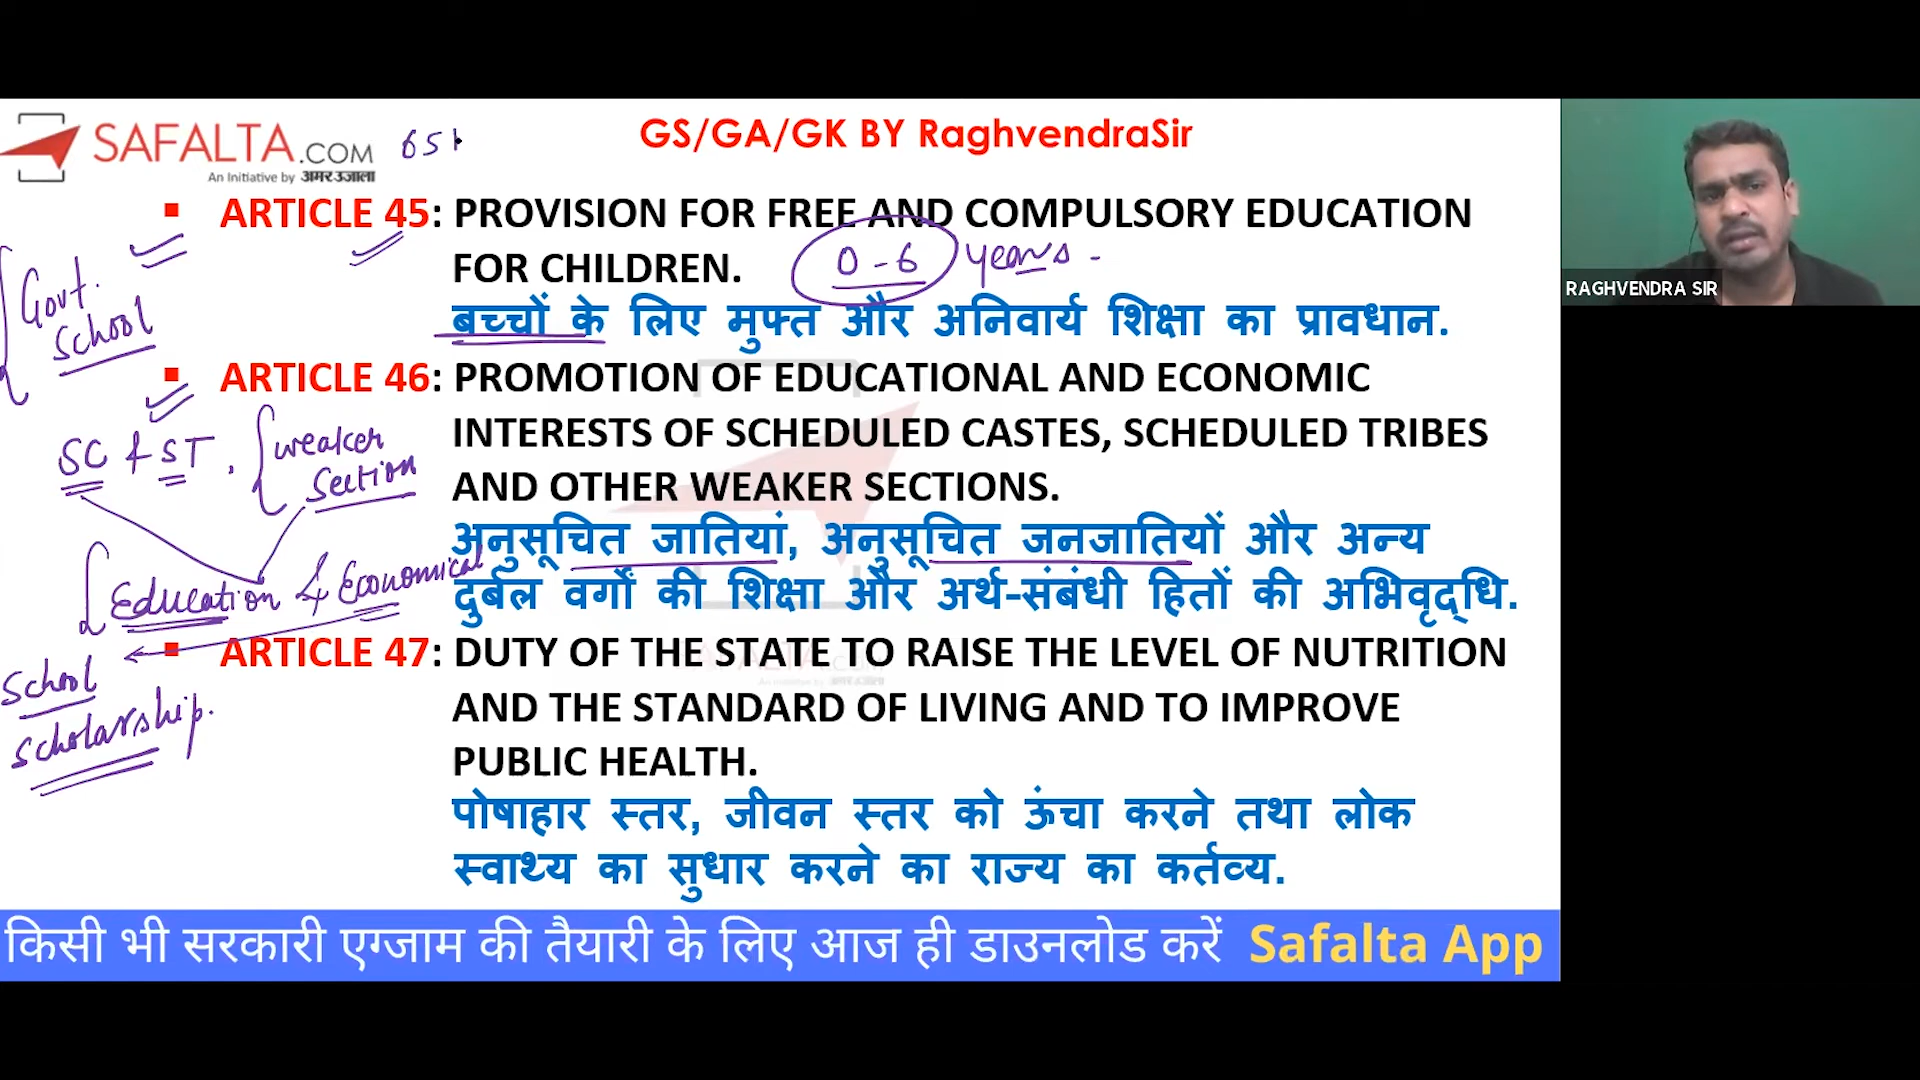 SAFALTA.COM
An Initiative by अमर उजाला
GS/GA/GK BY RaghvendraSir
ARTICLE 45: PROVISION FOR FREE AND COMPULSORY EDUCATION
FOR CHILDREN.
0-6 years.
बच्चों के लिए मुफ्त और अनिवार्य शिक्षा का प्रावधान.
Govt.
School
ARTICLE 46: PROMOTION OF EDUCATIONAL AND ECONOMIC
INTERESTS OF SCHEDULED CASTES, SCHEDULED TRIBES
AND OTHER WEAKER SECTIONS.
SC & ST,
weaker
Section
अनुसूचित जातियां, अनुसूचित जनजातियों और अन्य
दुर्बल वर्गों की शिक्षा और अर्थ-संबंधी हितों की अभिवृद्धि.
Education & Economical
ARTICLE 47: DUTY OF THE STATE TO RAISE THE LEVEL OF NUTRITION
AND THE STANDARD OF LIVING AND TO IMPROVE
PUBLIC HEALTH.
School
Scholarship.
पोषाहार स्तर, जीवन स्तर को ऊंचा करने तथा लोक
स्वाथ्य का सुधार करने का राज्य का कर्तव्य.
किसी भी सरकारी एग्जाम की तैयारी के लिए आज ही डाउनलोड करें Safalta App
RAGHVENDRA SIR